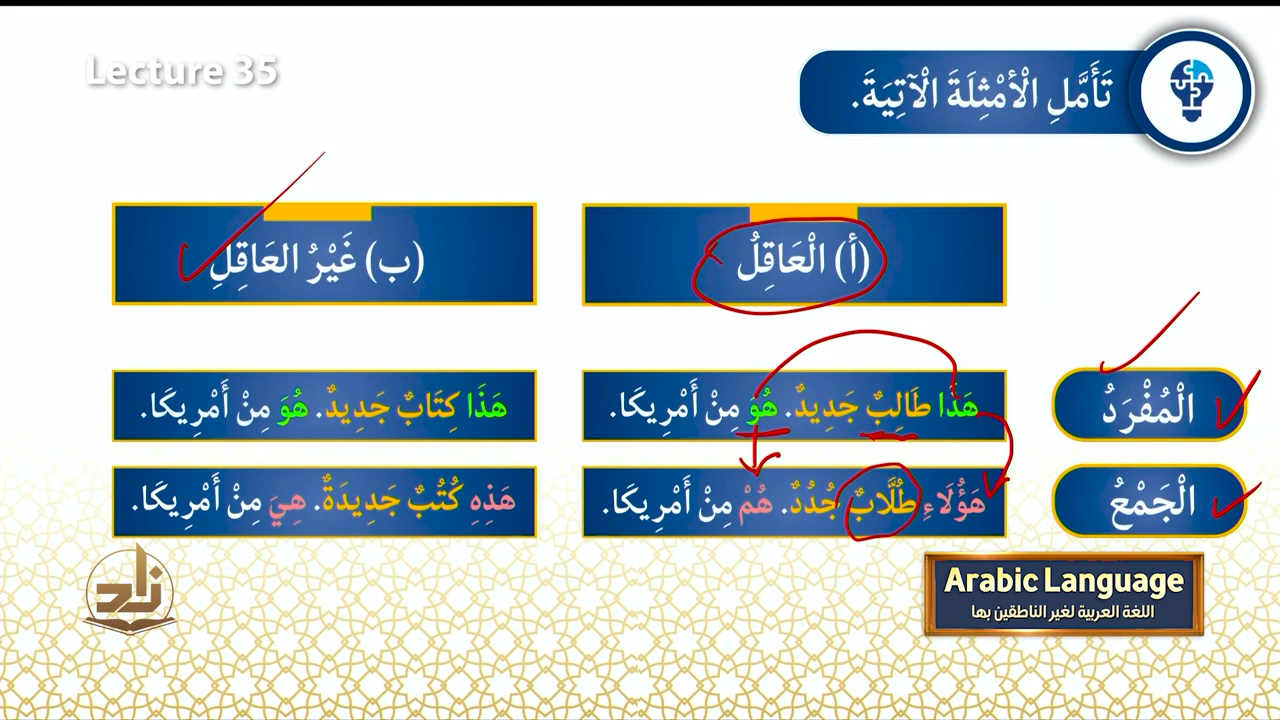 Lecture 35
تَأَمَّلِ الْأَمْثِلَةَ الْآتِيَةَ.
(أ) الْعَاقِلُ
(ب) غَيْرُ العَاقِلِ
الْمُفْرَدُ
هَذَا طَالِبٌ جَدِيدٌ. هُوَ مِنْ أَمْرِيكَا.
هَذَا كِتَابٌ جَدِيدٌ. هُوَ مِنْ أَمْرِيكَا.
الْجَمْعُ
هَؤُلَاءِ طُلَّابٌ جُدُدٌ. هُمْ مِنْ أَمْرِيكَا.
هَذِهِ كُتُبٌ جَدِيدَةٌ. هِيَ مِنْ أَمْرِيكَا.
زاد
Arabic Language
اللغة العربية لغير الناطقين بها